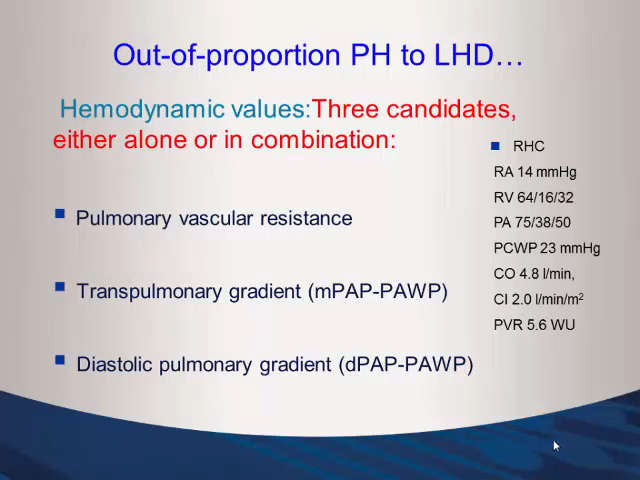 Out-of-proportion PH to LHD…
Hemodynamic values:Three candidates,
either alone or in combination:
■ RHC
RA 14 mmHg
RV 64/16/32
PA 75/38/50
PCWP 23 mmHg
CO 4.8 l/min,
CI 2.0 l/min/m²
PVR 5.6 WU
■ Pulmonary vascular resistance
■ Transpulmonary gradient (mPAP-PAWP)
■ Diastolic pulmonary gradient (dPAP-PAWP)